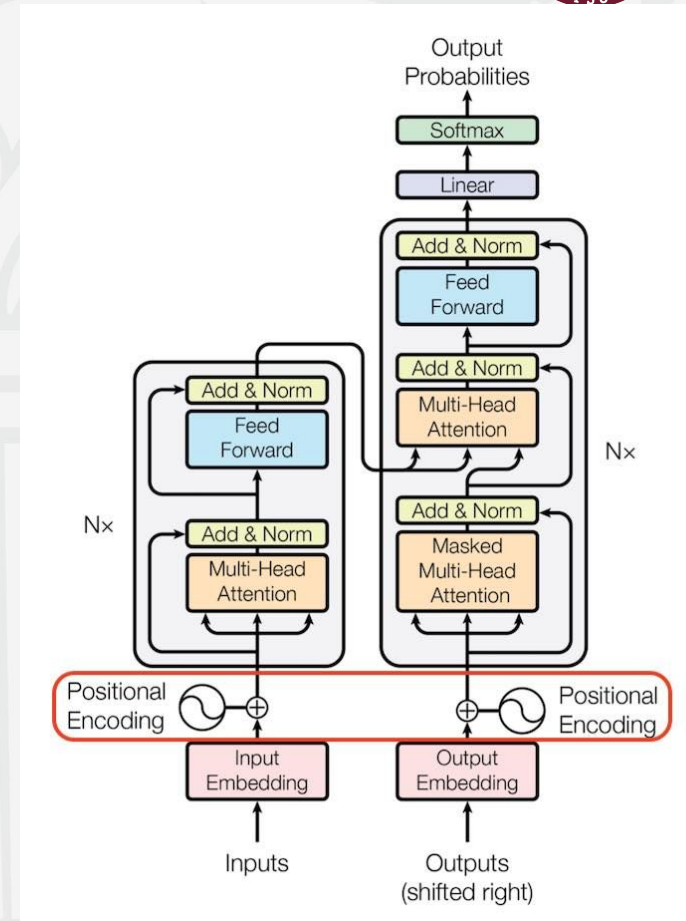 Output
Probabilities
Softmax
Linear
Add & Norm
Feed
Forward
Add & Norm
Multi-Head
Attention
Nx
Add & Norm
Masked
Multi-Head
Attention
Add & Norm
Feed
Forward
Nx
Add & Norm
Multi-Head
Attention
Positional
Encoding
Positional
Encoding
Input
Embedding
Output
Embedding
Inputs
Outputs
(shifted right)